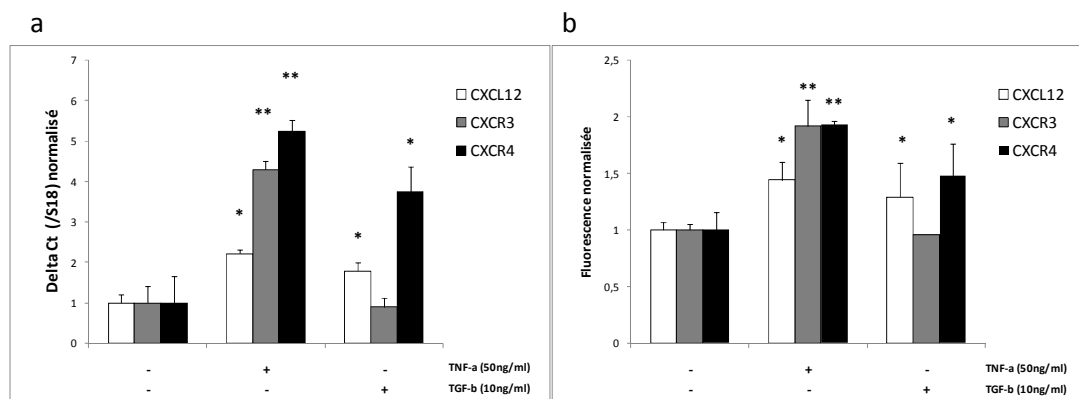 a
Delta Ct (/S18) normalisé
7
6
5
4
3
2
1
0
*
**
**
*
*
CXCL12
CXCR3
CXCR4
- + - TNF-a (50ng/ml)
- - + TGF-b (10ng/ml)
b
Fluorescence normalisée
2,5
2
1,5
1
0,5
0
*
**
**
*
*
CXCL12
CXCR3
CXCR4
- + - TNF-a (50ng/ml)
- - + TGF-b (10ng/ml)